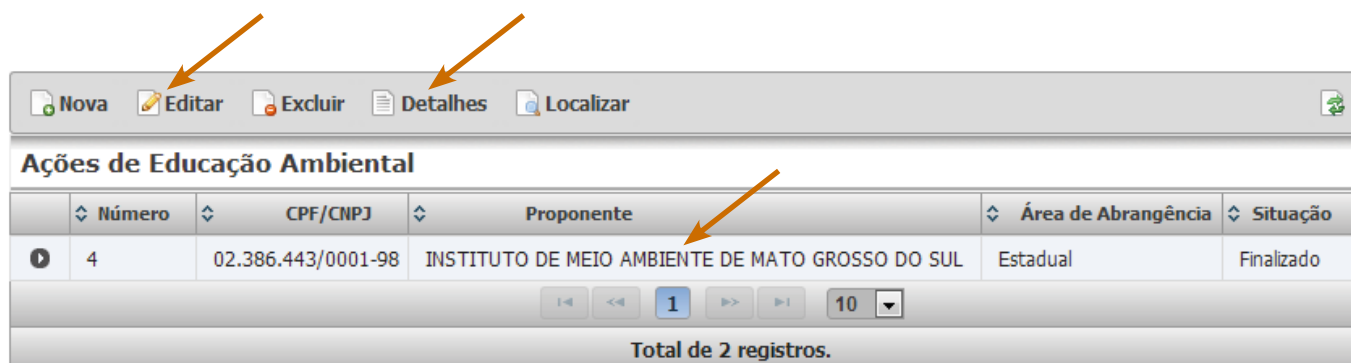 Nova Editar Excluir Detalhes Localizar
Ações de Educação Ambiental
Número CPF/CNPJ Proponente Área de Abrangência Situação
4 02.386.443/0001-98 INSTITUTO DE MEIO AMBIENTE DE MATO GROSSO DO SUL Estadual Finalizado
1 10
Total de 2 registros.